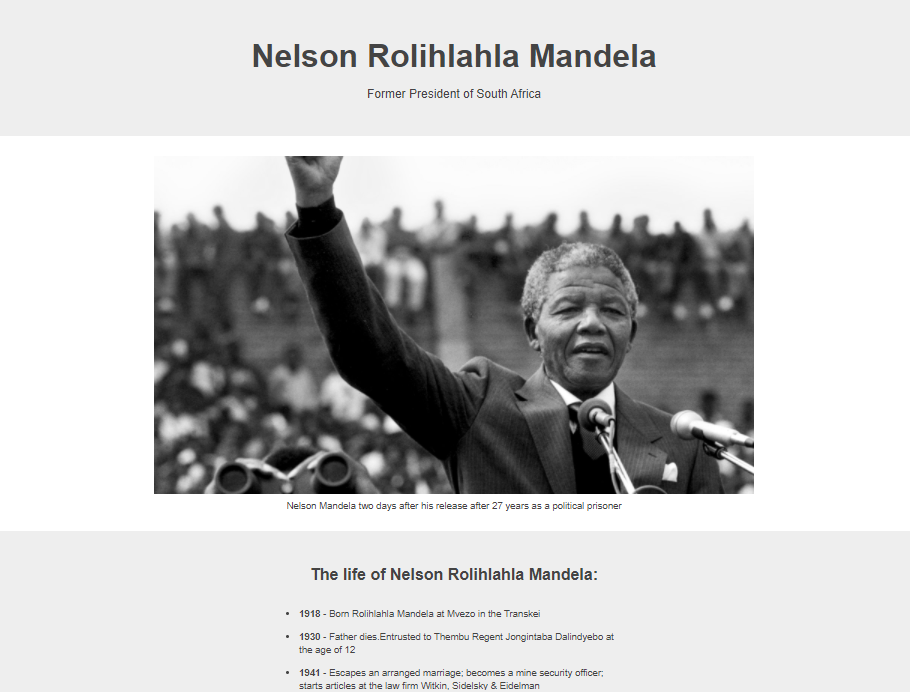 Nelson Rolihlahla Mandela
Former President of South Africa
Nelson Mandela two days after his release after 27 years as a political prisoner
The life of Nelson Rolihlahla Mandela:
• 1918 - Born Rolihlahla Mandela at Mvezo in the Transkei
• 1930 - Father dies.Entrusted to Thembu Regent Jongintaba Dalindyebo at
the age of 12
• 1941 - Escapes an arranged marriage; becomes a mine security officer;
starts articles at the law firm Witkin, Sidelsky & Eidelman